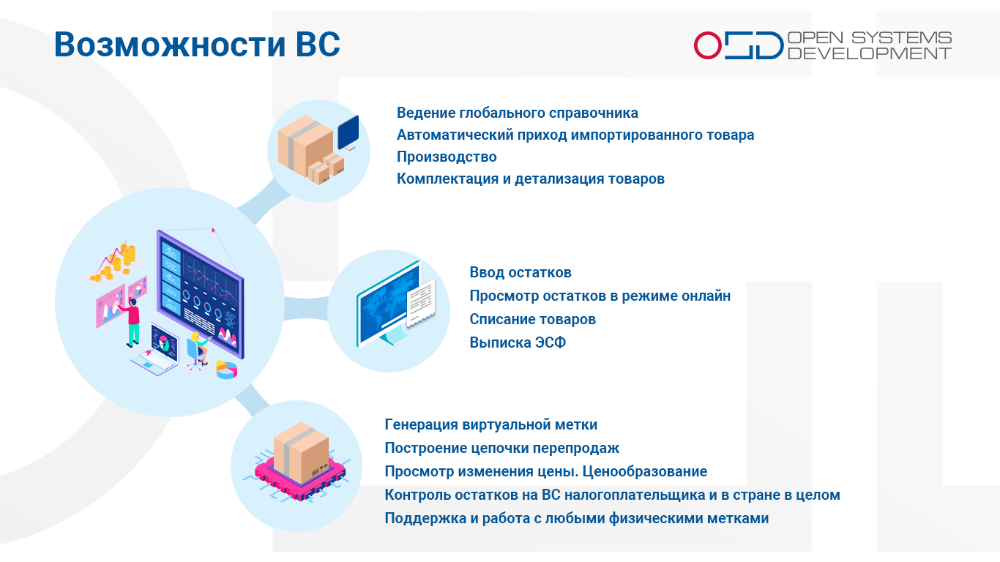 Возможности ВС
OPEN SYSTEMS
DEVELOPMENT
Ведение глобального справочника
Автоматический приход импортированного товара
Производство
Комплектация и детализация товаров
Ввод остатков
Просмотр остатков в режиме онлайн
Списание товаров
Выписка ЭСФ
Генерация виртуальной метки
Построение цепочки перепродаж
Просмотр изменения цены. Ценообразование
Контроль остатков на ВС налогоплательщика и в стране в целом
Поддержка и работа с любыми физическими метками